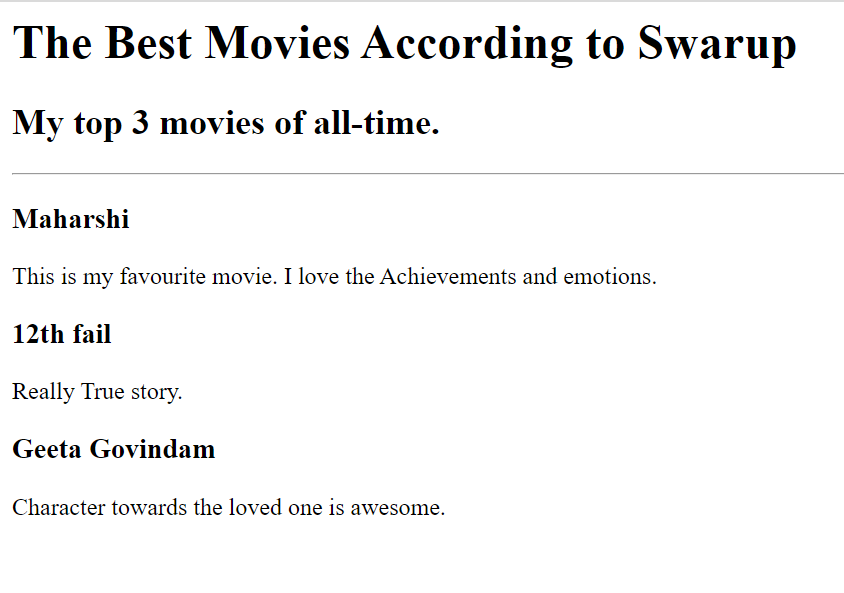 The Best Movies According to Swarup
My top 3 movies of all-time.
Maharshi
This is my favourite movie. I love the Achievements and emotions.
12th fail
Really True story.
Geeta Govindam
Character towards the loved one is awesome.